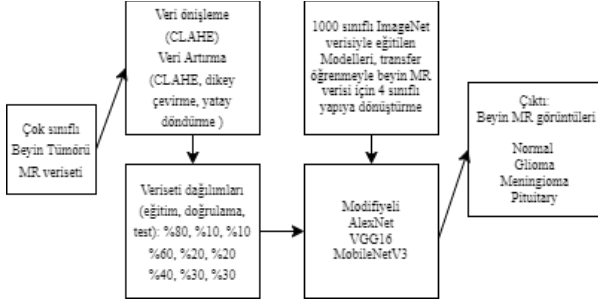 Çok sınıflı
Beyin Tümörü
MR veriseti
Veri önişleme
(CLAHE)
Veri Artırma
(CLAHE, dikey
çevirme, yatay
döndürme )
Veriseti dağılımları
(eğitim, doğrulama,
test): %80, %10, %10
%60, %20, %20
%40, %30, %30
1000 sınıflı ImageNet
verisiyle eğitilen
Modelleri, transfer
öğrenmeyle beyin MR
verisi için 4 sınıflı
yapıya dönüştürme
Modifiyeli
AlexNet
VGG16
MobileNetV3
Çıktı:
Beyin MR görüntüleri
Normal
Glioma
Meningioma
Pituitary